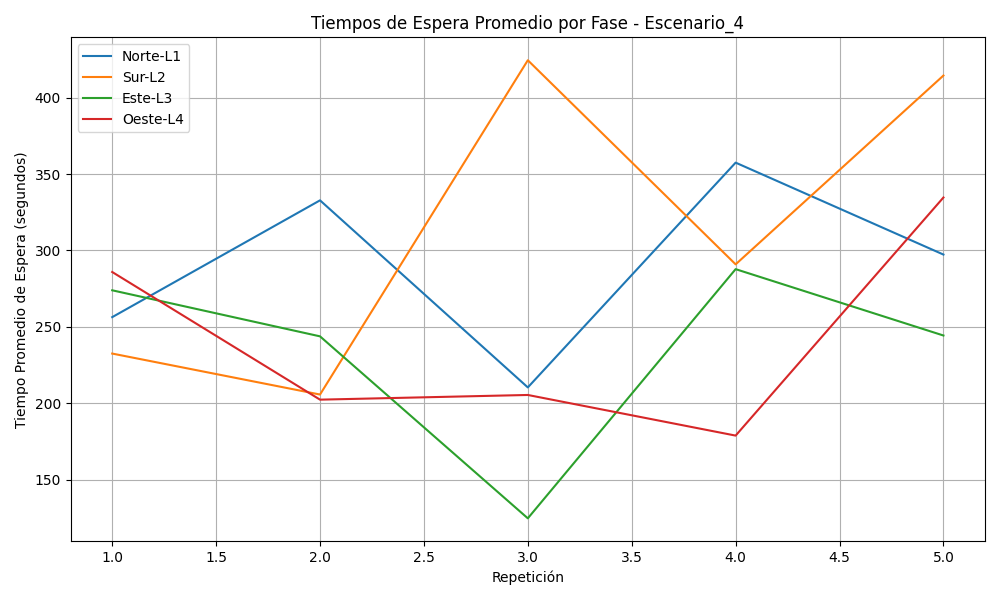 Tiempos de Espera Promedio por Fase - Escenario_4
Norte-L1
Sur-L2
Este-L3
Oeste-L4
Tiempo Promedio de Espera (segundos)
400
350
300
250
200
150
1.0 1.5 2.0 2.5 3.0 3.5 4.0 4.5 5.0
Repetición